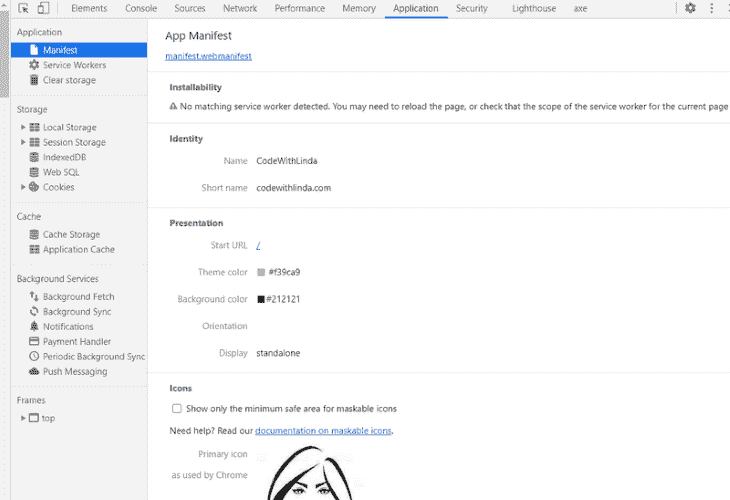 Elements Console Sources Network Performance Memory Application Security Lighthouse axe
Application
Manifest
Service Workers
Clear storage
Storage
Local Storage
Session Storage
IndexedDB
Web SQL
Cookies
Cache
Cache Storage
Application Cache
Background Services
Background Fetch
Background Sync
Notifications
Payment Handler
Periodic Background Sync
Push Messaging
Frames
top
App Manifest
manifest.webmanifest
Installability
No matching service worker detected. You may need to reload the page, or check that the scope of the service worker for the current page
Identity
Name CodeWithLinda
Short name codewithlinda.com
Presentation
Start URL /
Theme color #f39ca9
Background color #212121
Orientation
Display standalone
Icons
Show only the minimum safe area for maskable icons
Need help? Read our documentation on maskable icons.
Primary icon
as used by Chrome